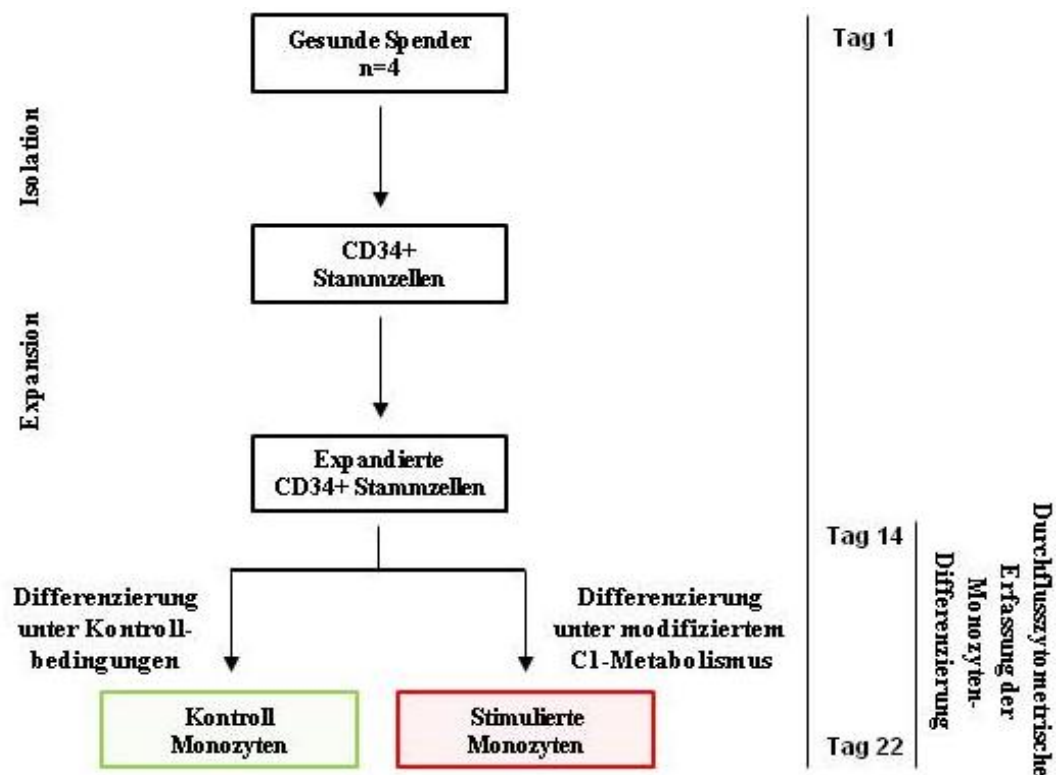 Gesunde Spender
n=4
Tag 1
Isolation
CD34+
Stammzellen
Expansion
Expandierte
CD34+ Stammzellen
Tag 14
Differenzierung
unter Kontroll-
bedingungen
Differenzierung
unter modifiziertem
C1-Metabolismus
Durchflusszytometrische
Erfassung der
Monozyten-
Differenzierung
Kontroll
Monozyten
Stimulierte
Monozyten
Tag 22